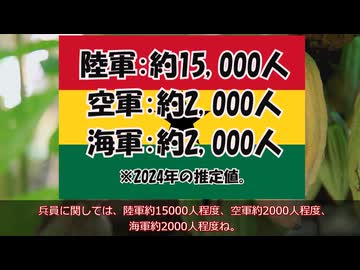 陸軍:約15,000人
空軍:約2,000人
海軍:約2,000人
※2024年の推定値。
兵員に関しては、陸軍約15000人程度、空軍約2000人程度、
海軍約2000人程度ね。